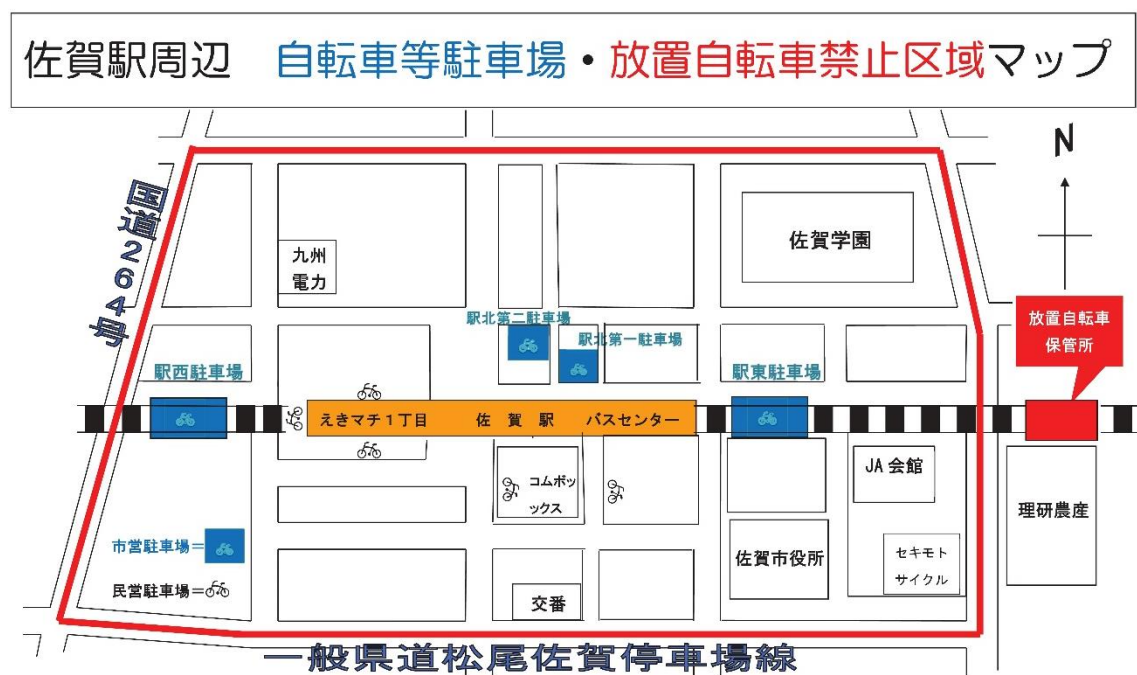 佐賀駅周辺 自転車等駐車場・放置自転車禁止区域マップ
N
国道264号
佐賀学園
九州
電力
放置自転車
保管所
駅北第二駐車場
駅北第一駐車場
駅西駐車場
駅東駐車場
えきマチ1丁目 佐賀駅 バスセンター
JA会館
コムボッ
ックス
理研農産
市営駐車場=
佐賀市役所
セキモト
サイクル
民営駐車場=
交番
一般県道松尾佐賀停車場線